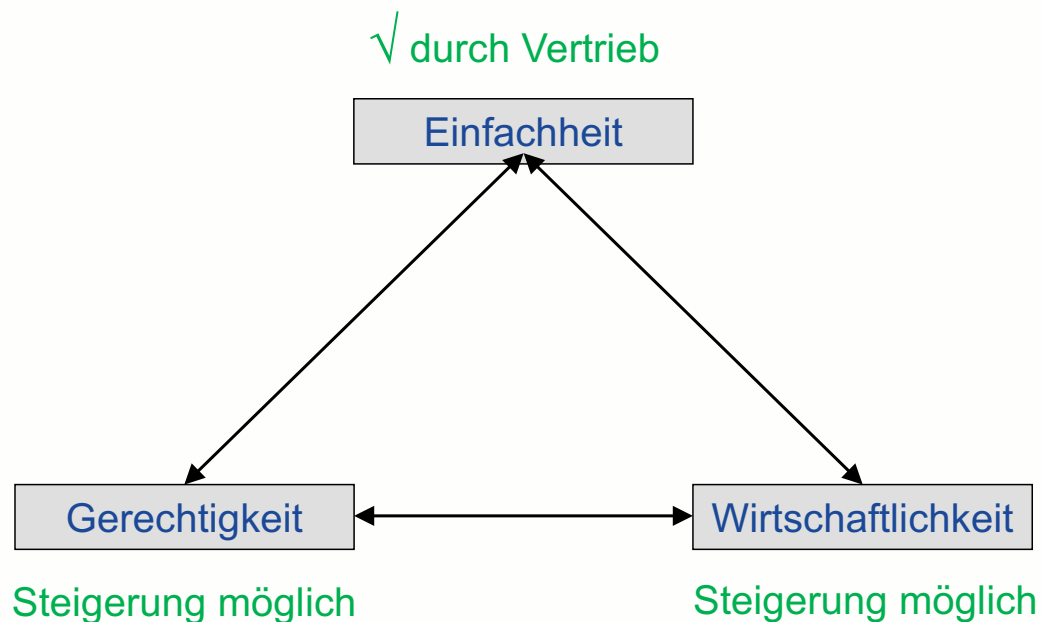 √ durch Vertrieb
Einfachheit
Gerechtigkeit
Wirtschaftlichkeit
Steigerung möglich
Steigerung möglich